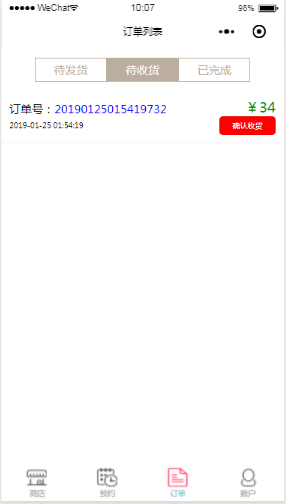 WeChat 10:07 98%
订单列表
待发货 待收货 已完成
订单号：20190125015419732 ￥34
2019-01-25 01:54:19 确认收货
商店 预约 订单 账户